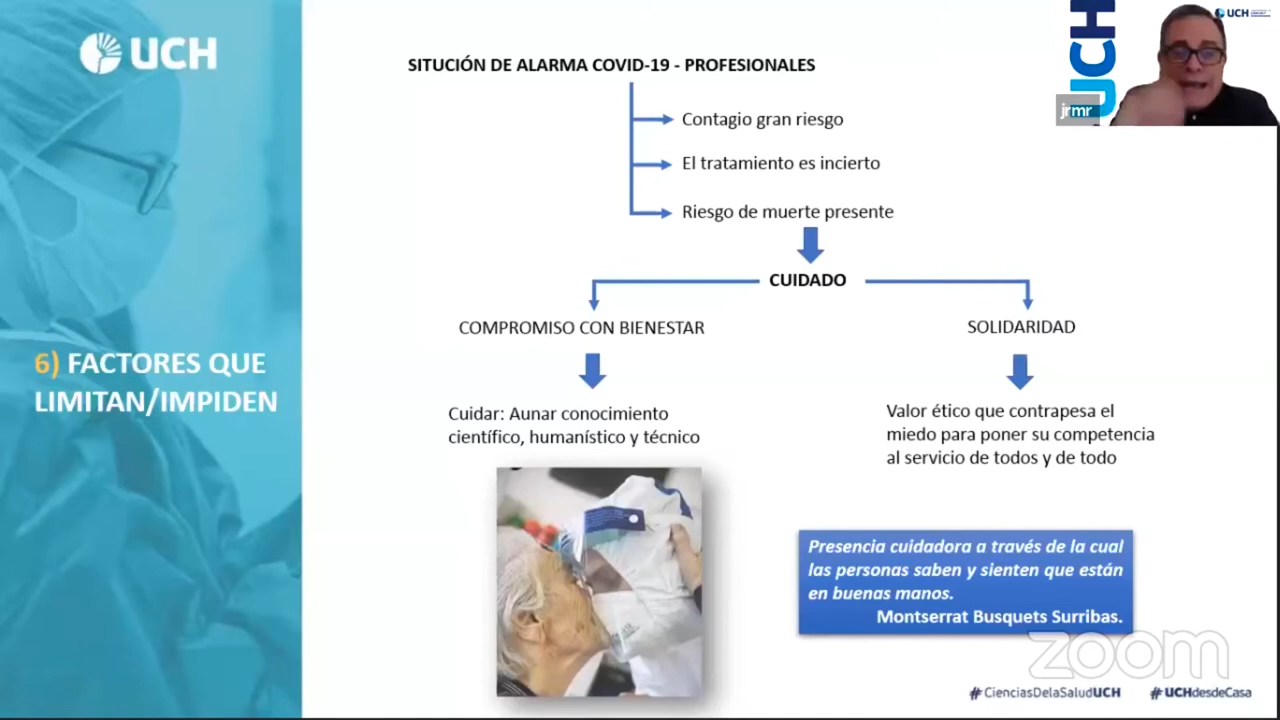 UCH
SITUCIÓN DE ALARMA COVID-19 - PROFESIONALES
Contagio gran riesgo
El tratamiento es incierto
Riesgo de muerte presente
CUIDADO
COMPROMISO CON BIENESTAR
SOLIDARIDAD
Cuidar: Aunar conocimiento
científico, humanístico y técnico
Valor ético que contrapesa el
miedo para poner su competencia
al servicio de todos y de todo
6) FACTORES QUE
LIMITAN/IMPIDEN
Presencia cuidadora a través de la cual
las personas saben y sienten que están
en buenas manos.
Montserrat Busquets Surribas.
zoom
#CienciasDeLaSaludUCH
#UCHdesdeCasa
UCH
UCH
jrmr